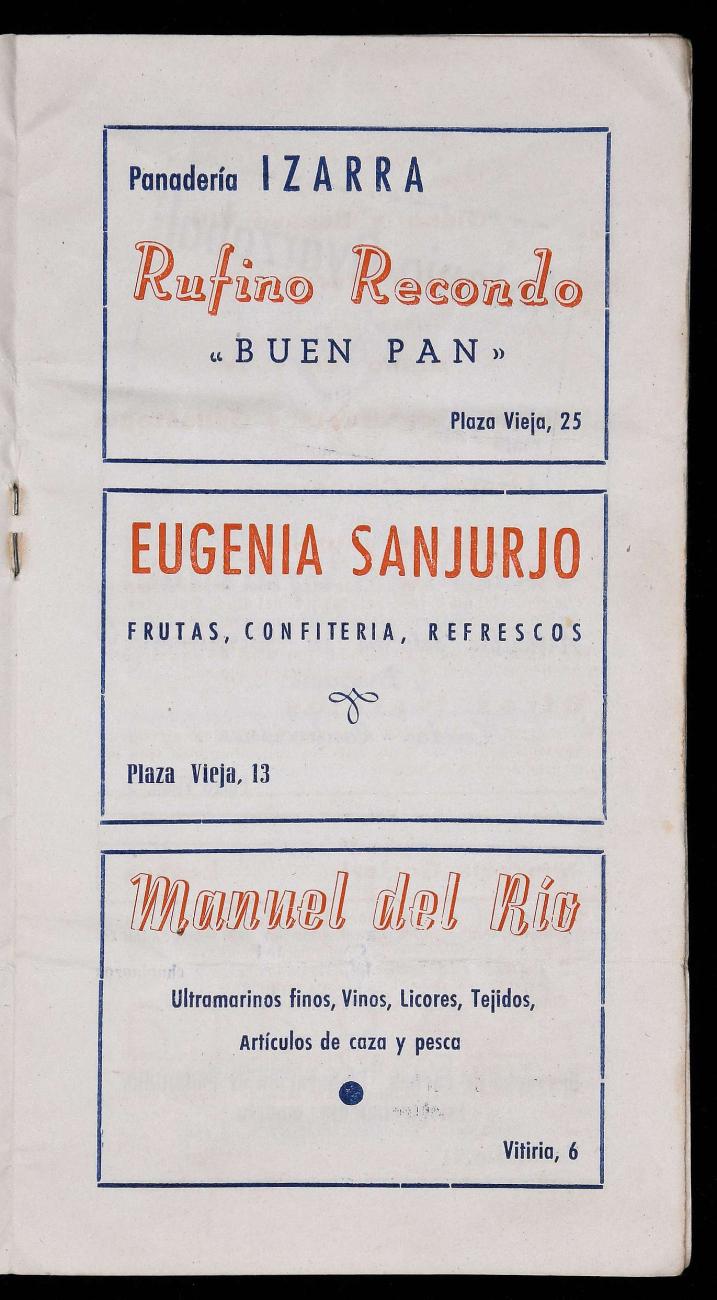 Panadería IZARRA
Rufino Recondo
«BUEN PAN»
Plaza Vieja, 25
EUGENIA SANJURJO
FRUTAS, CONFITERIA, REFRESCOS
Plaza Vieja, 13
Manuel del Río
Ultramarinos finos, Vinos, Licores, Tejidos,
Artículos de caza y pesca
Vitiria, 6